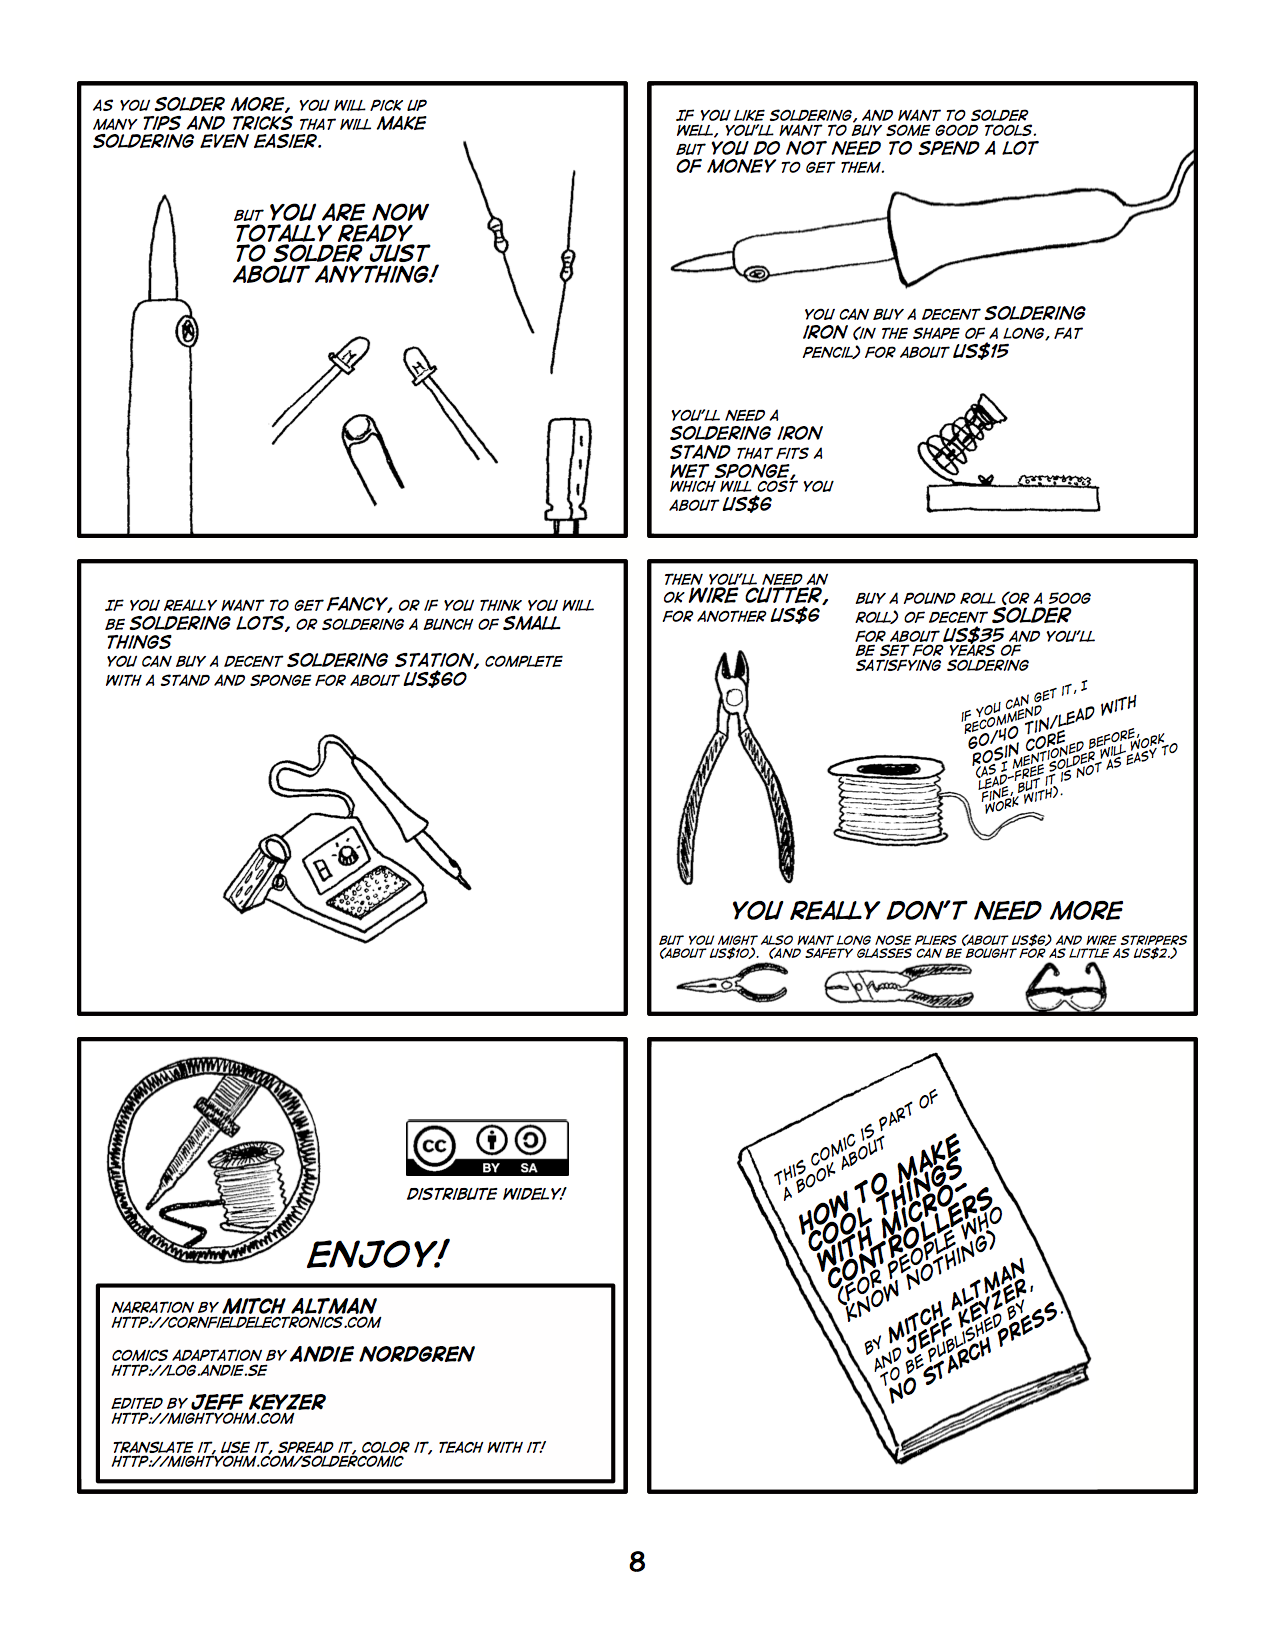 AS YOU SOLDER MORE, YOU WILL PICK UP
MANY TIPS AND TRICKS THAT WILL MAKE
SOLDERING EVEN EASIER.
BUT YOU ARE NOW
TOTALLY READY
TO SOLDER JUST
ABOUT ANYTHING!
IF YOU LIKE SOLDERING, AND WANT TO SOLDER
WELL, YOU'LL WANT TO BUY SOME GOOD TOOLS.
BUT YOU DO NOT NEED TO SPEND A LOT
OF MONEY TO GET THEM.
YOU CAN BUY A DECENT SOLDERING
IRON (IN THE SHAPE OF A LONG, FAT
PENCIL) FOR ABOUT US$15
YOU'LL NEED A
SOLDERING IRON
STAND THAT FITS A
WET SPONGE,
WHICH WILL COST YOU
ABOUT US$6
IF YOU REALLY WANT TO GET FANCY, OR IF YOU THINK YOU WILL
BE SOLDERING LOTS, OR SOLDERING A BUNCH OF SMALL
THINGS
YOU CAN BUY A DECENT SOLDERING STATION, COMPLETE
WITH A STAND AND SPONGE FOR ABOUT US$60
THEN YOU'LL NEED AN
OK WIRE CUTTER,
FOR ANOTHER US$6
BUY A POUND ROLL (OR A 500G
ROLL) OF DECENT SOLDER
FOR ABOUT US$35 AND YOU'LL
BE SET FOR YEARS OF
SATISFYING SOLDERING
IF YOU CAN GET IT, I
RECOMMEND
60/40 TIN/LEAD WITH
ROSIN CORE
(AS I MENTIONED BEFORE,
LEAD-FREE SOLDER WILL WORK
FINE, BUT IT IS NOT AS EASY TO
WORK WITH).
YOU REALLY DON'T NEED MORE
BUT YOU MIGHT ALSO WANT LONG NOSE PLIERS (ABOUT US$6) AND WIRE STRIPPERS
(ABOUT US$10). (AND SAFETY GLASSES CAN BE BOUGHT FOR AS LITTLE AS US$2.)
CC
BY SA
DISTRIBUTE WIDELY!
ENJOY!
NARRATION BY MITCH ALTMAN
HTTP://CORNFIELDELECTRONICS.COM
COMICS ADAPTATION BY ANDIE NORDGREN
HTTP://LOG.ANDIE.SE
EDITED BY JEFF KEYZER
HTTP://MIGHTYOHM.COM
TRANSLATE IT, USE IT, SPREAD IT, COLOR IT, TEACH WITH IT!
HTTP://MIGHTYOHM.COM/SOLDERCOMIC
THIS COMIC IS PART OF
A BOOK ABOUT
HOW TO MAKE
COOL THINGS
WITH MICRO-
CONTROLLERS
(FOR PEOPLE WHO
KNOW NOTHING)
BY MITCH ALTMAN
AND JEFF KEYZER,
TO BE PUBLISHED BY
NO STARCH PRESS.
8